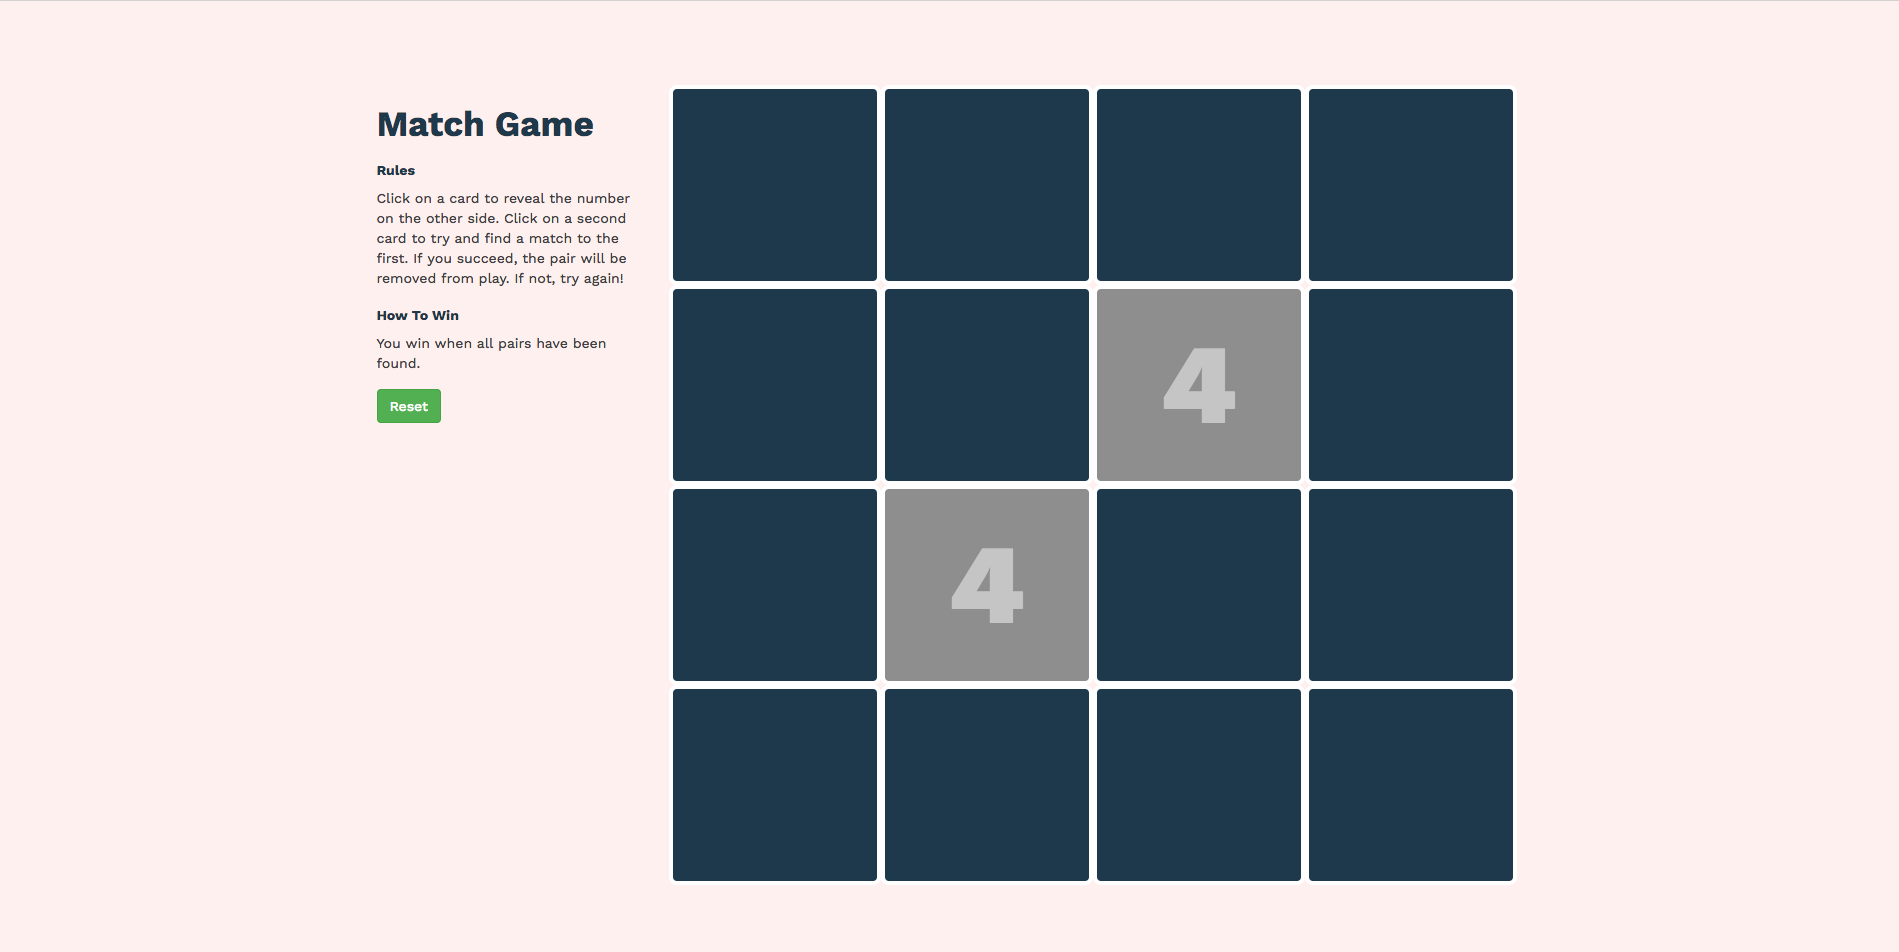 Match Game
Rules
Click on a card to reveal the number
on the other side. Click on a second
card to try and find a match to the
first. If you succeed, the pair will be
removed from play. If not, try again!
How To Win
You win when all pairs have been
found.
Reset
4
4